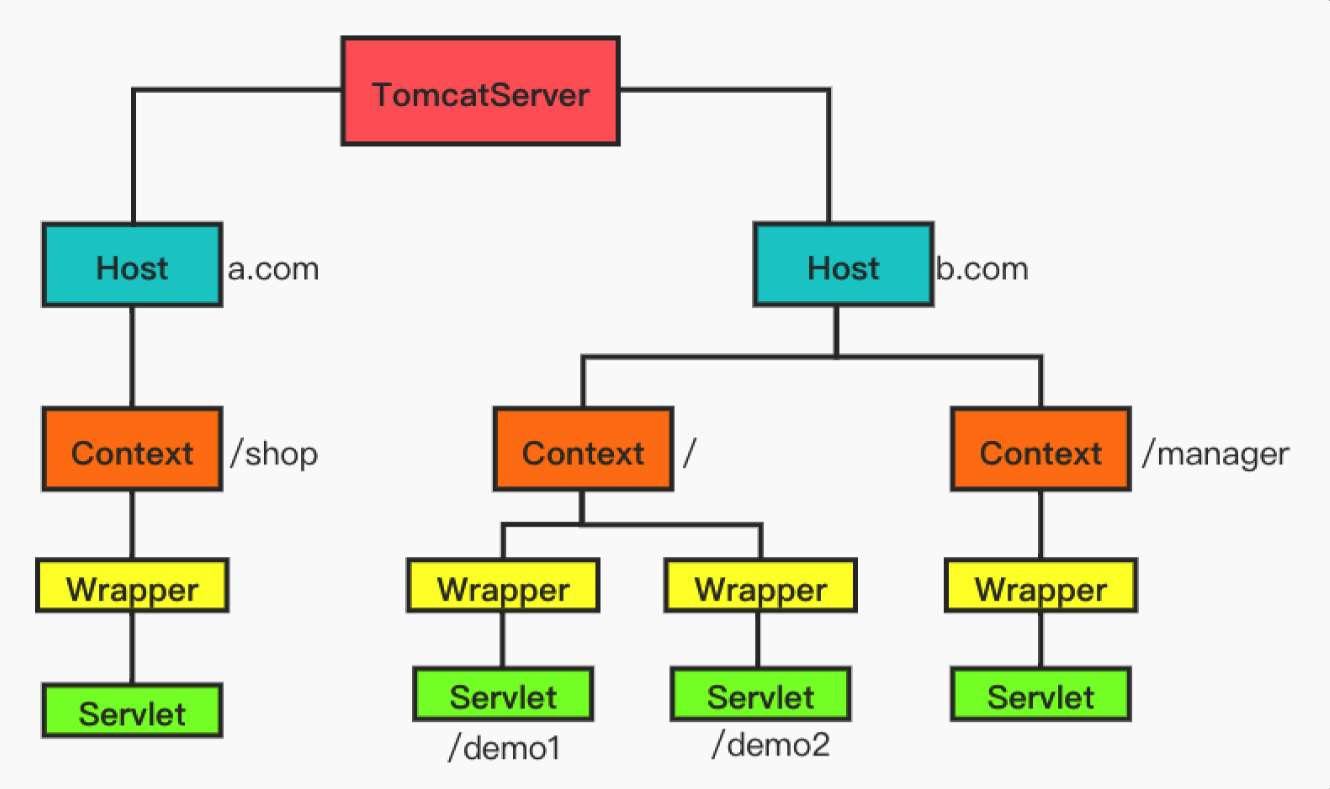 TomcatServer
Host a.com
Host b.com
Context /shop
Context /
Context /manager
Wrapper
Wrapper
Wrapper
Wrapper
Servlet
Servlet
Servlet
Servlet
/demo1
/demo2